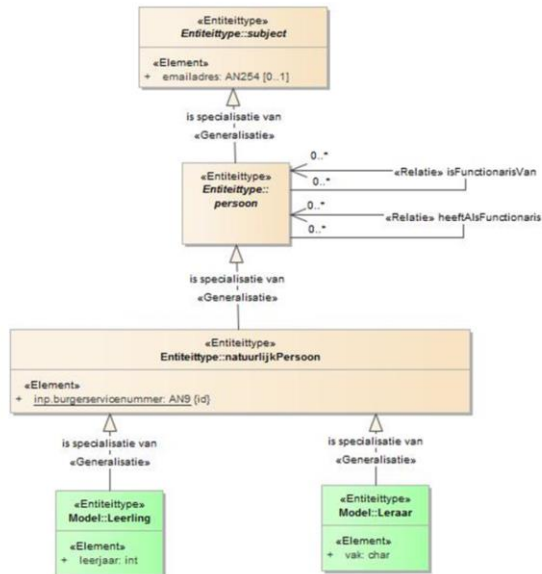 «Entiteittype»
Entiteittype::subject
«Element»
+ emailadres: AN254 [0..1]
is specialisatie van
«Generalisatie»
«Entiteittype»
Entiteittype::
persoon
0..*
«Relatie» isFunctionarisVan
0..*
0..*
«Relatie» heeftAlsFunctionaris
0..*
is specialisatie van
«Generalisatie»
«Entiteittype»
Entiteittype::natuurlijkPersoon
«Element»
+ inp.burgerservicenummer: AN9 {id}
is specialisatie van
«Generalisatie»
is specialisatie van
«Generalisatie»
«Entiteittype»
Model::Leerling
«Element»
+ leerjaar: int
«Entiteittype»
Model::Leraar
«Element»
+ vak: char